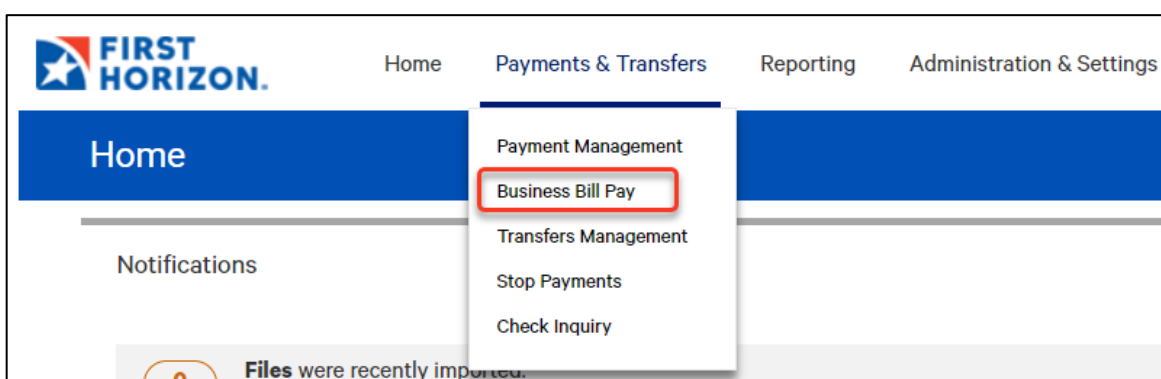 FIRST
HORIZON.
Home Payments & Transfers Reporting Administration & Settings
Home
Payment Management
Business Bill Pay
Transfers Management
Stop Payments
Check Inquiry
Notifications
Files were recently imported.